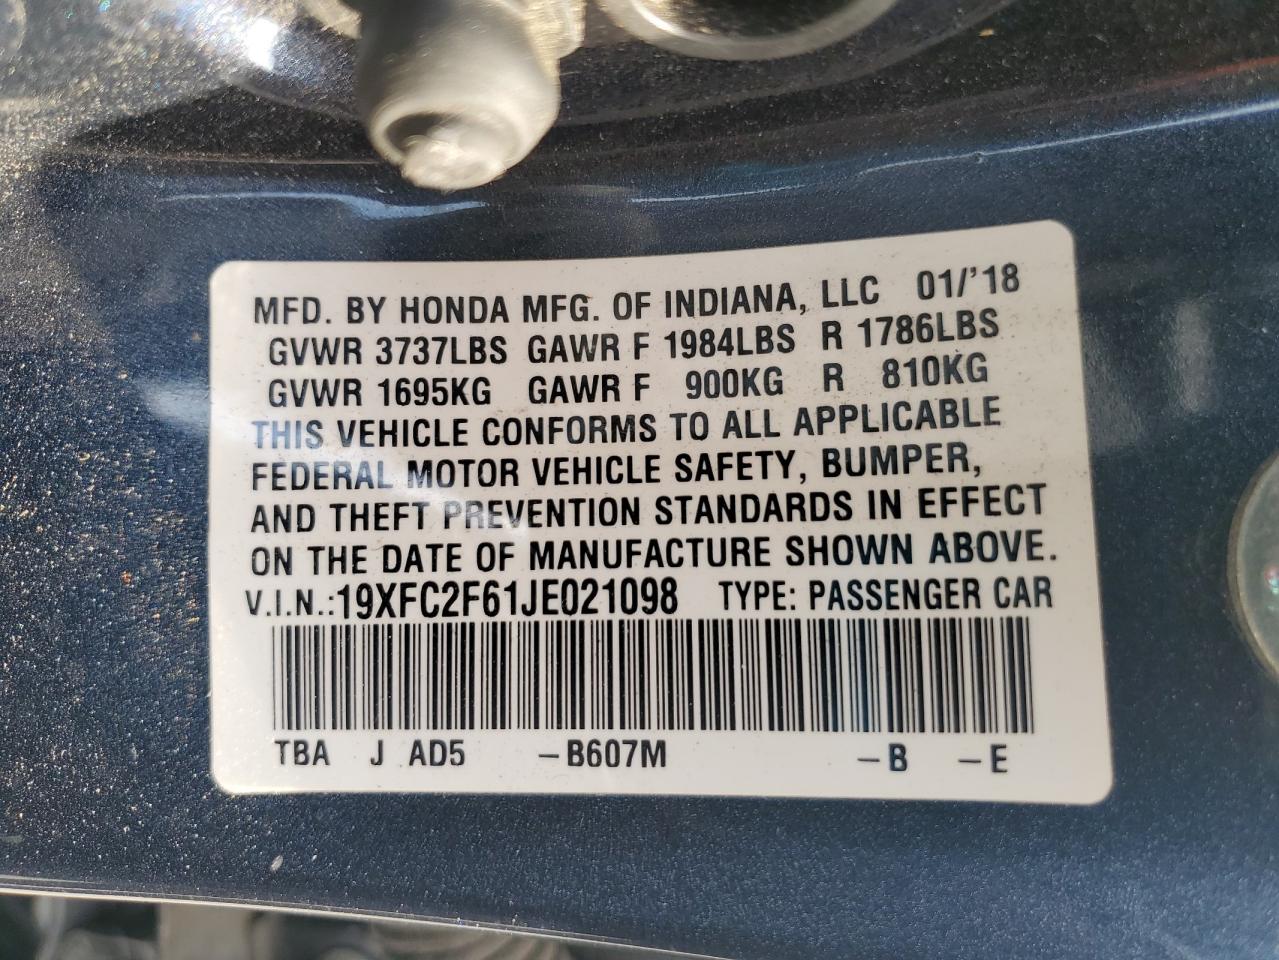 MFD. BY HONDA MFG. OF INDIANA, LLC 01/'18
GVWR 3737LBS GAWR F 1984LBS R 1786LBS
GVWR 1695KG GAWR F 900KG R 810KG
THIS VEHICLE CONFORMS TO ALL APPLICABLE
FEDERAL MOTOR VEHICLE SAFETY, BUMPER,
AND THEFT PREVENTION STANDARDS IN EFFECT
ON THE DATE OF MANUFACTURE SHOWN ABOVE.
V.I.N.:19XFC2F61JE021098 TYPE: PASSENGER CAR
TBA J AD5 -B607M -B -E